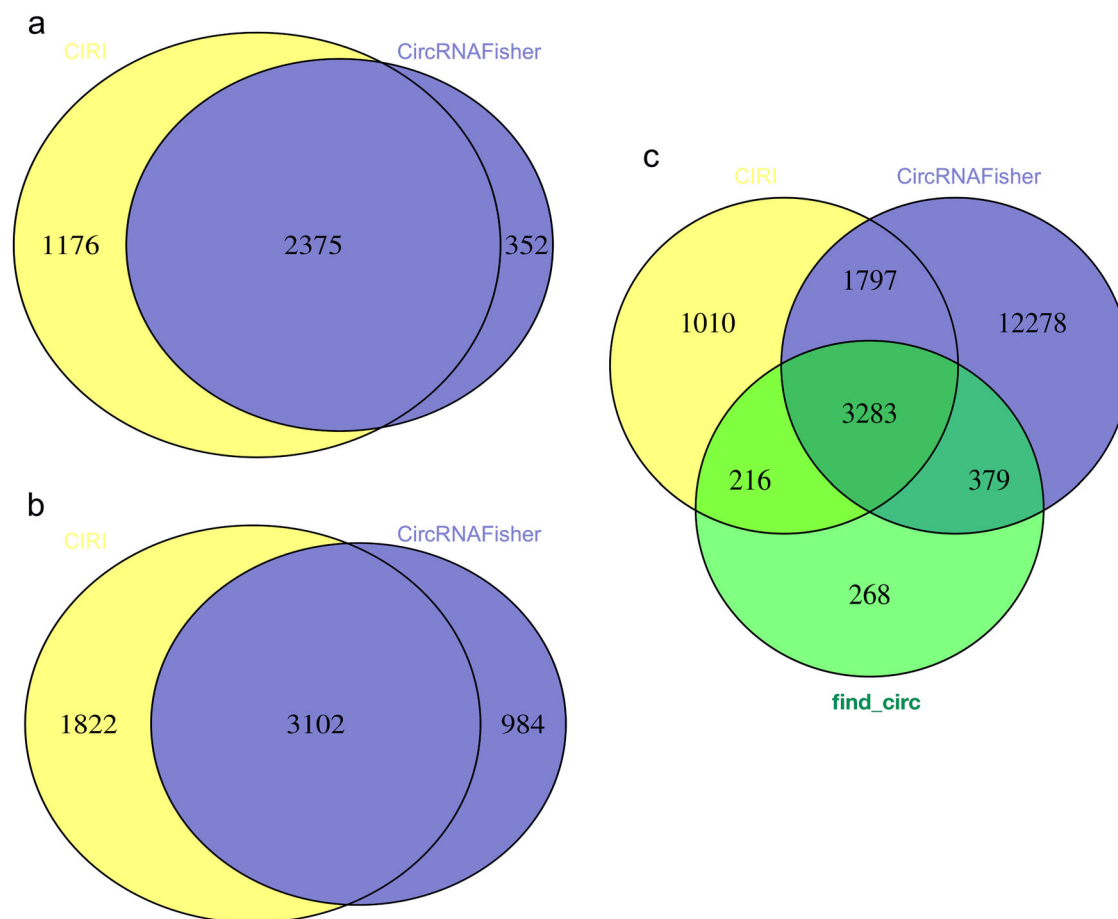 a
CIRI
CircRNAFisher
1176
2375
352
b
CIRI
CircRNAFisher
1822
3102
984
c
CIRI
CircRNAFisher
1010
1797
12278
3283
216
379
268
find_circ